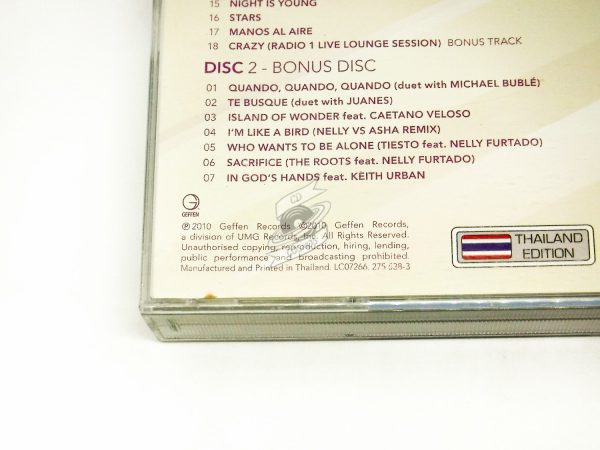 15 NIGHT IS YOUNG
16 STARS
17 MANOS AL AIRE
18 CRAZY (RADIO 1 LIVE LOUNGE SESSION) BONUS TRACK
DISC 2 - BONUS DISC
01 QUANDO, QUANDO, QUANDO (duet with MICHAEL BUBLÉ)
02 TE BUSQUE (duet with JUANES)
03 ISLAND OF WONDER feat. CAETANO VELOSO
04 I'M LIKE A BIRD (NELLY VS ASHA REMIX)
05 WHO WANTS TO BE ALONE (TIESTO feat. NELLY FURTADO)
06 SACRIFICE (THE ROOTS feat. NELLY FURTADO)
07 IN GOD'S HANDS feat. KEITH URBAN
GEFFEN
℗ 2010 Geffen Records ©2010 Geffen Records,
a division of UMG Records, Inc. All Rights Reserved.
Unauthorised copying, reproduction, hiring, lending,
public performance and broadcasting prohibited.
Manufactured and Printed in Thailand. LC07266. 275 638-3
THAILAND
EDITION
CD